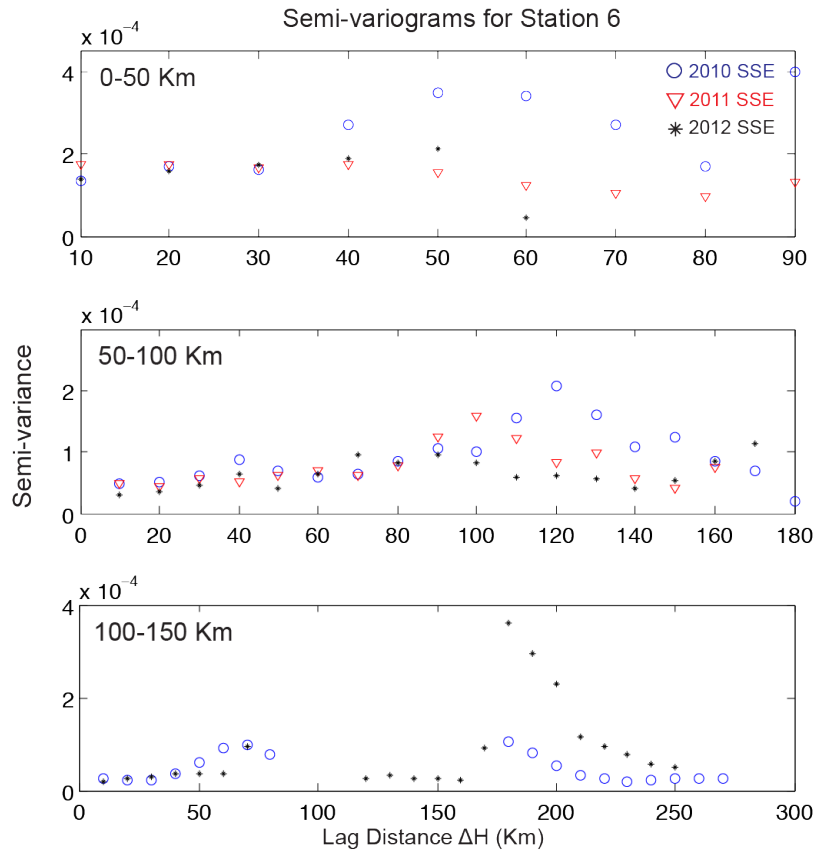 Semi-variograms for Station 6
x 10⁻⁴
0-50 Km
2010 SSE
2011 SSE
2012 SSE
4
2
0
10 20 30 40 50 60 70 80 90
x 10⁻⁴
50-100 Km
2
1
0
0 20 40 60 80 100 120 140 160 180
Semi-variance
x 10⁻⁴
100-150 Km
4
2
0
0 50 100 150 200 250 300
Lag Distance ΔH (Km)